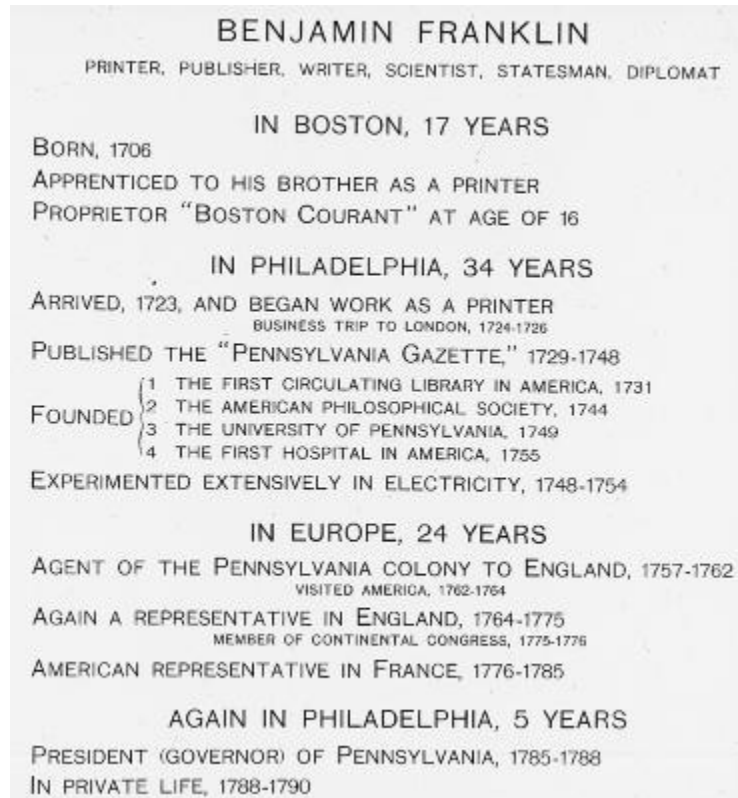 BENJAMIN FRANKLIN
PRINTER, PUBLISHER, WRITER, SCIENTIST, STATESMAN, DIPLOMAT
IN BOSTON, 17 YEARS
BORN, 1706
APPRENTICED TO HIS BROTHER AS A PRINTER
PROPRIETOR "BOSTON COURANT" AT AGE OF 16
IN PHILADELPHIA, 34 YEARS
ARRIVED, 1723, AND BEGAN WORK AS A PRINTER
BUSINESS TRIP TO LONDON, 1724-1726
PUBLISHED THE "PENNSYLVANIA GAZETTE," 1729-1748
FOUNDED
1 THE FIRST CIRCULATING LIBRARY IN AMERICA, 1731
2 THE AMERICAN PHILOSOPHICAL SOCIETY, 1744
3 THE UNIVERSITY OF PENNSYLVANIA, 1749
4 THE FIRST HOSPITAL IN AMERICA, 1755
EXPERIMENTED EXTENSIVELY IN ELECTRICITY, 1748-1754
IN EUROPE, 24 YEARS
AGENT OF THE PENNSYLVANIA COLONY TO ENGLAND, 1757-1762
VISITED AMERICA, 1762-1764
AGAIN A REPRESENTATIVE IN ENGLAND, 1764-1775
MEMBER OF CONTINENTAL CONGRESS, 1775-1776
AMERICAN REPRESENTATIVE IN FRANCE, 1776-1785
AGAIN IN PHILADELPHIA, 5 YEARS
PRESIDENT (GOVERNOR) OF PENNSYLVANIA, 1785-1788
IN PRIVATE LIFE, 1788-1790